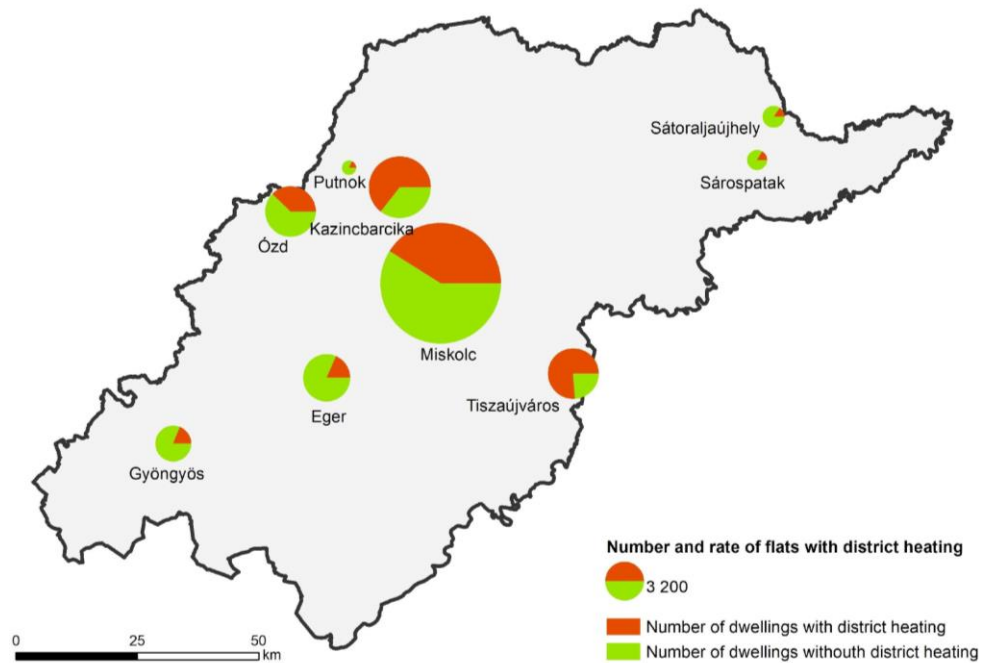 Sátoraljaújhely
Sárospatak
Putnok
Kazincbarcika
Ózd
Miskolc
Tiszaújváros
Eger
Gyöngyös
Number and rate of flats with district heating
3 200
Number of dwellings with district heating
Number of dwellings withouth district heating
0 25 50
km